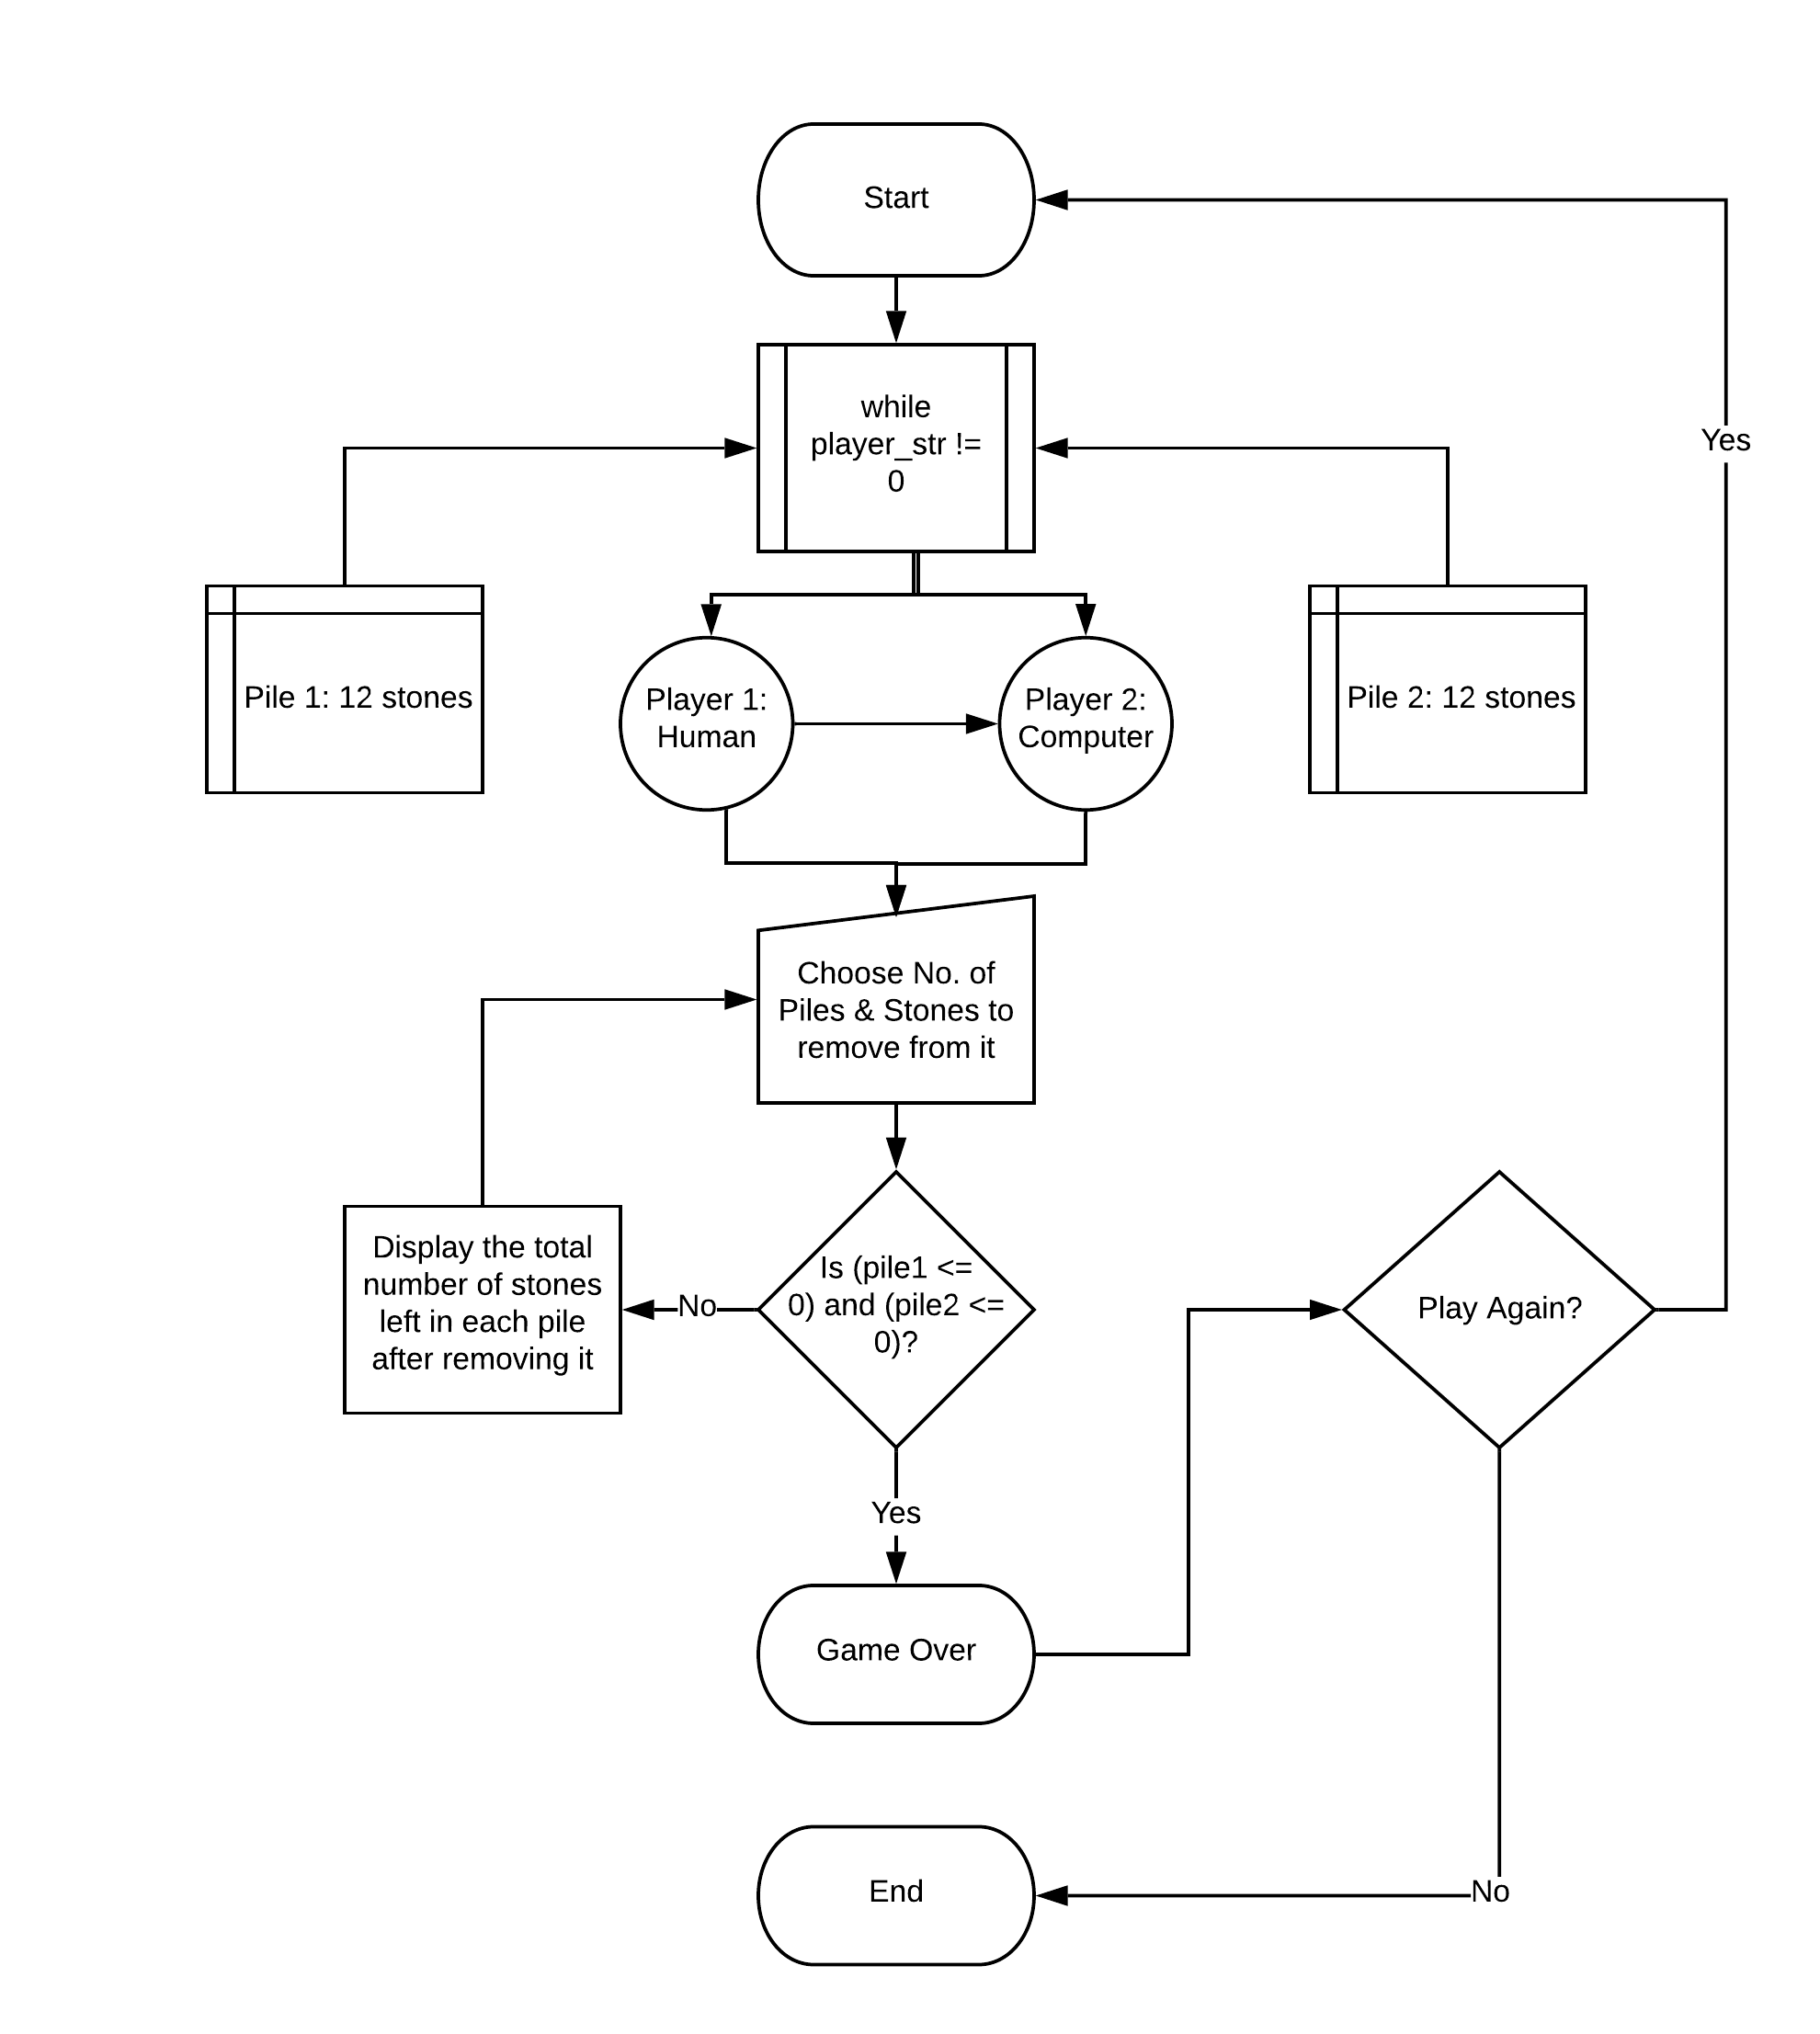 Start
while
player_str !=
0
Yes
Pile 1: 12 stones
Player 1:
Human
Player 2:
Computer
Pile 2: 12 stones
Choose No. of
Piles & Stones to
remove from it
Display the total
number of stones
left in each pile
after removing it
No
Is (pile1 <=
0) and (pile2 <=
0)?
Play Again?
Yes
Game Over
End
No